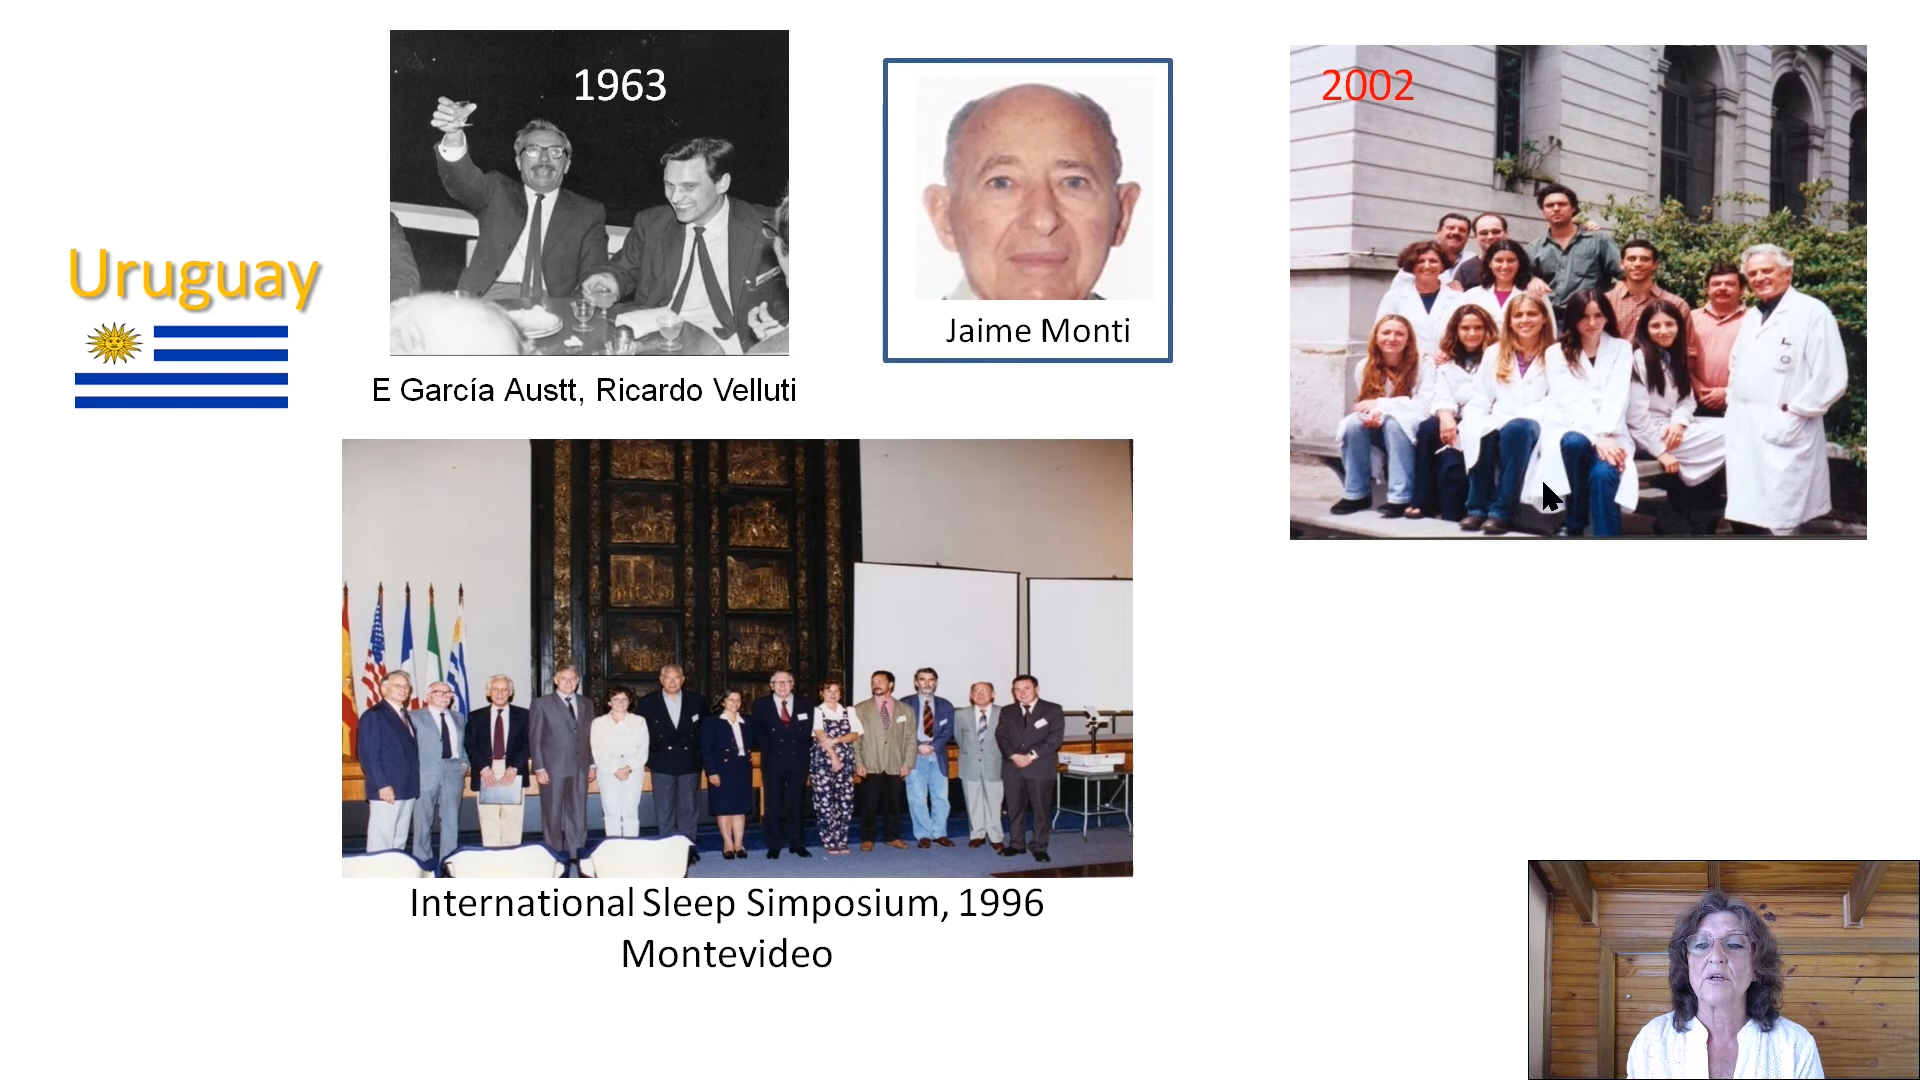 Uruguay
1963
E García Austt, Ricardo Velluti
Jaime Monti
2002
International Sleep Simposium, 1996
Montevideo